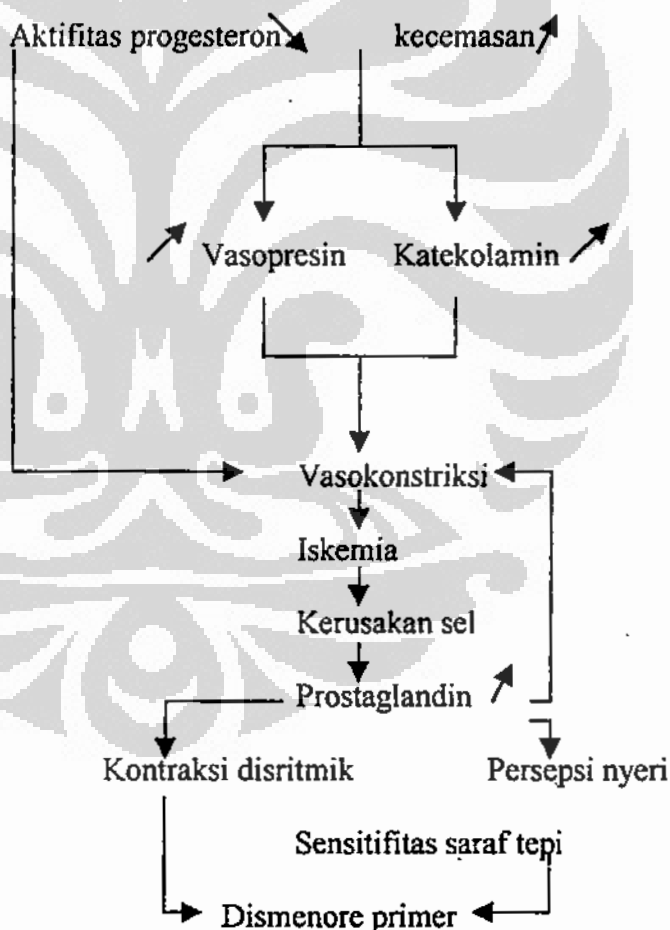 Aktifitas progesteron kecemasan
Vasopresin Katekolamin
Vasokonstriksi
Iskemia
Kerusakan sel
Prostaglandin
Kontraksi disritmik Persepsi nyeri
Sensitifitas saraf tepi
Dismenore primer